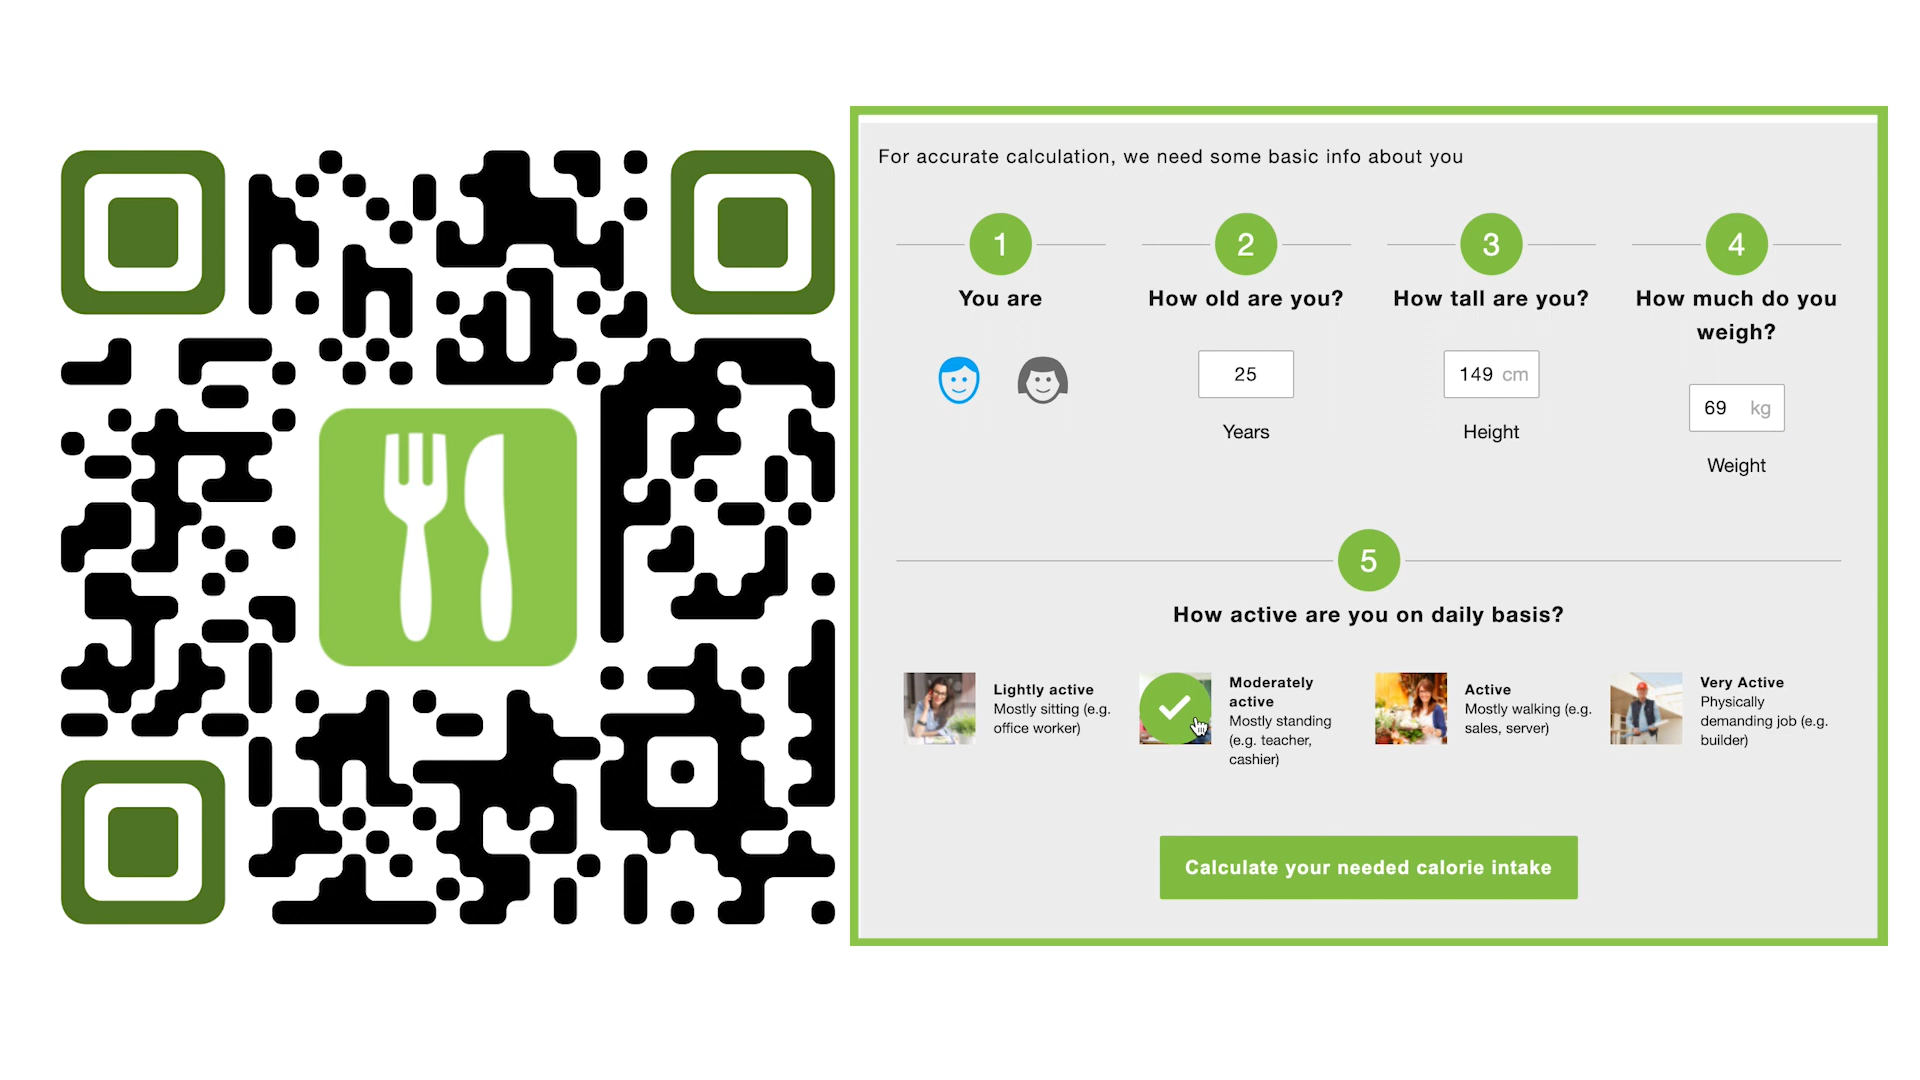 For accurate calculation, we need some basic info about you
1
2
3
4
You are
How old are you?
How tall are you?
How much do you
weigh?
25
Years
149 cm
Height
69 kg
Weight
5
How active are you on daily basis?
Lightly active
Mostly sitting (e.g.
office worker)
Moderately
active
Mostly standing
(e.g. teacher,
cashier)
Active
Mostly walking (e.g.
sales, server)
Very Active
Physically
demanding job (e.g.
builder)
Calculate your needed calorie intake